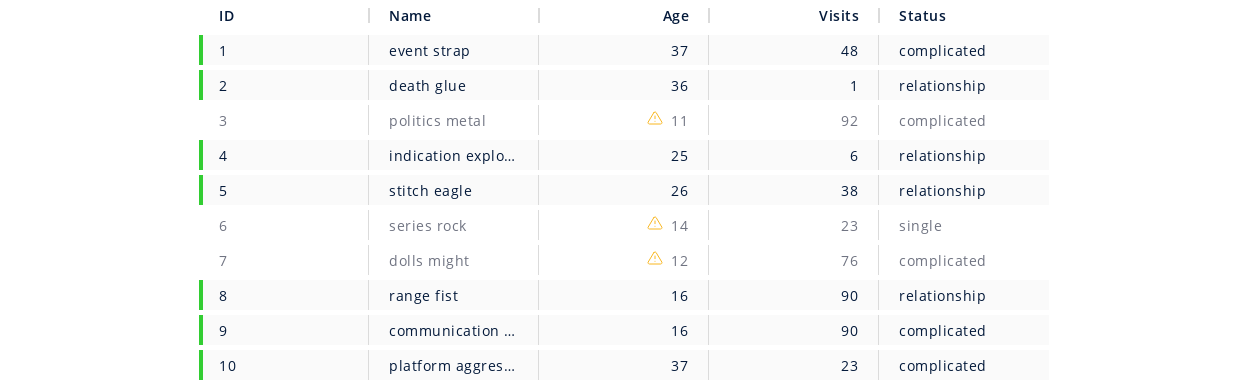 ID Name Age Visits Status
1 event strap 37 48 complicated
2 death glue 36 1 relationship
3 politics metal 11 92 complicated
4 indication explo... 25 6 relationship
5 stitch eagle 26 38 relationship
6 series rock 14 23 single
7 dolls might 12 76 complicated
8 range fist 16 90 relationship
9 communication ... 16 90 complicated
10 platform aggres... 37 23 complicated